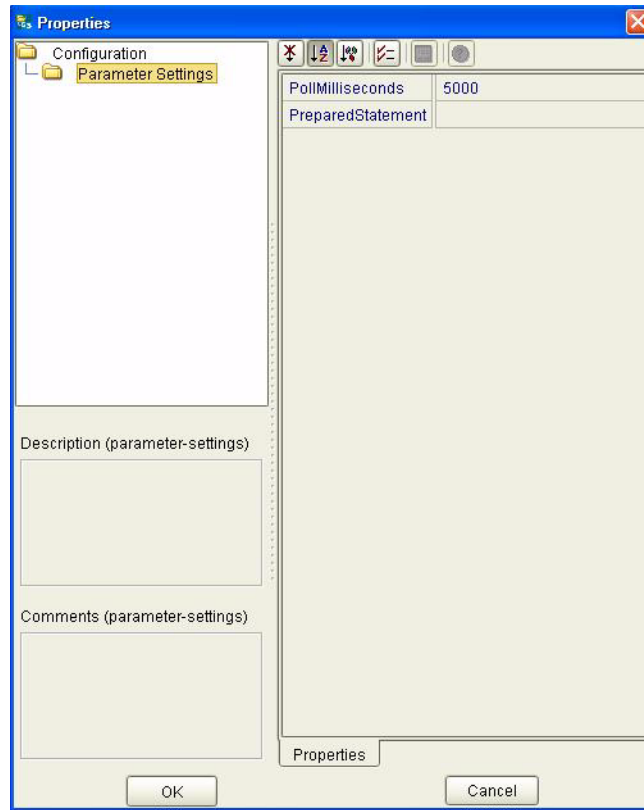 Properties
Configuration
Parameter Settings
PollMilliseconds 5000
PreparedStatement
Description (parameter-settings)
Comments (parameter-settings)
Properties
OK Cancel